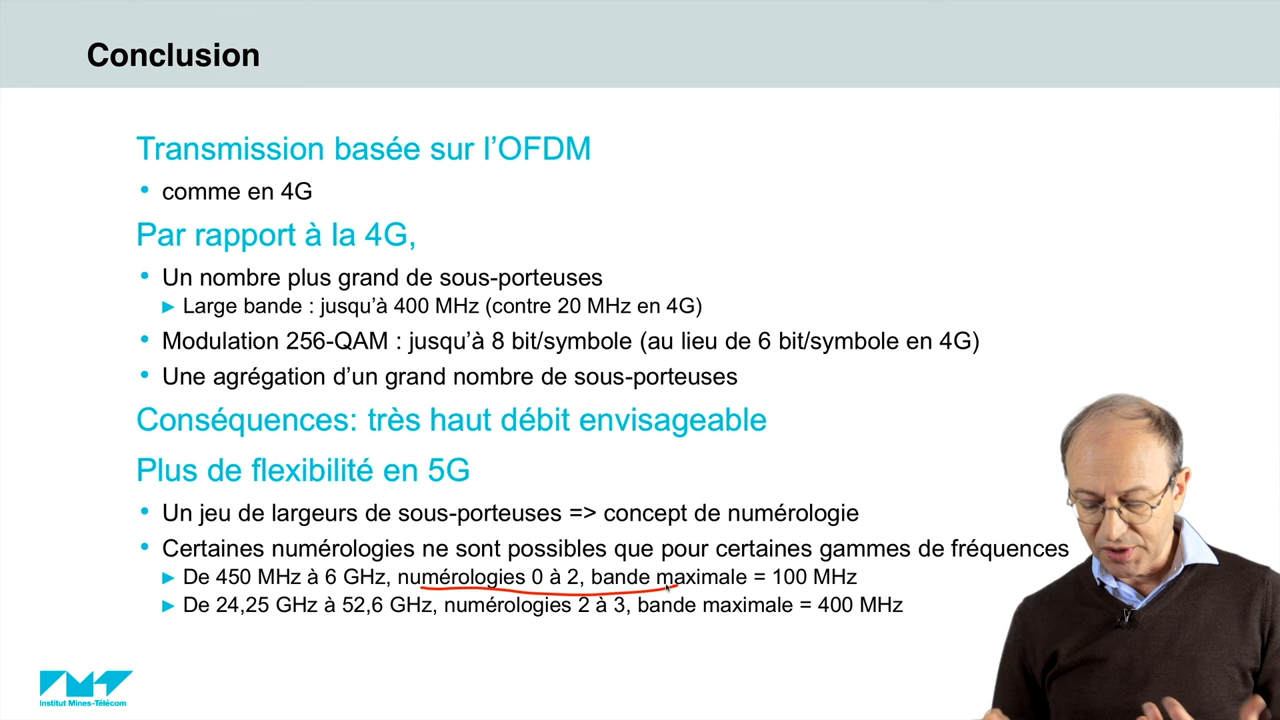 Conclusion
Transmission basée sur l'OFDM
• comme en 4G
Par rapport à la 4G,
• Un nombre plus grand de sous-porteuses
► Large bande : jusqu'à 400 MHz (contre 20 MHz en 4G)
• Modulation 256-QAM : jusqu'à 8 bit/symbole (au lieu de 6 bit/symbole en 4G)
• Une agrégation d'un grand nombre de sous-porteuses
Conséquences: très haut débit envisageable
Plus de flexibilité en 5G
• Un jeu de largeurs de sous-porteuses => concept de numérologie
• Certaines numérologies ne sont possibles que pour certaines gammes de fréquences
► De 450 MHz à 6 GHz, numérologies 0 à 2, bande maximale = 100 MHz
► De 24,25 GHz à 52,6 GHz, numérologies 2 à 3, bande maximale = 400 MHz
IMT
Institut Mines-Télécom